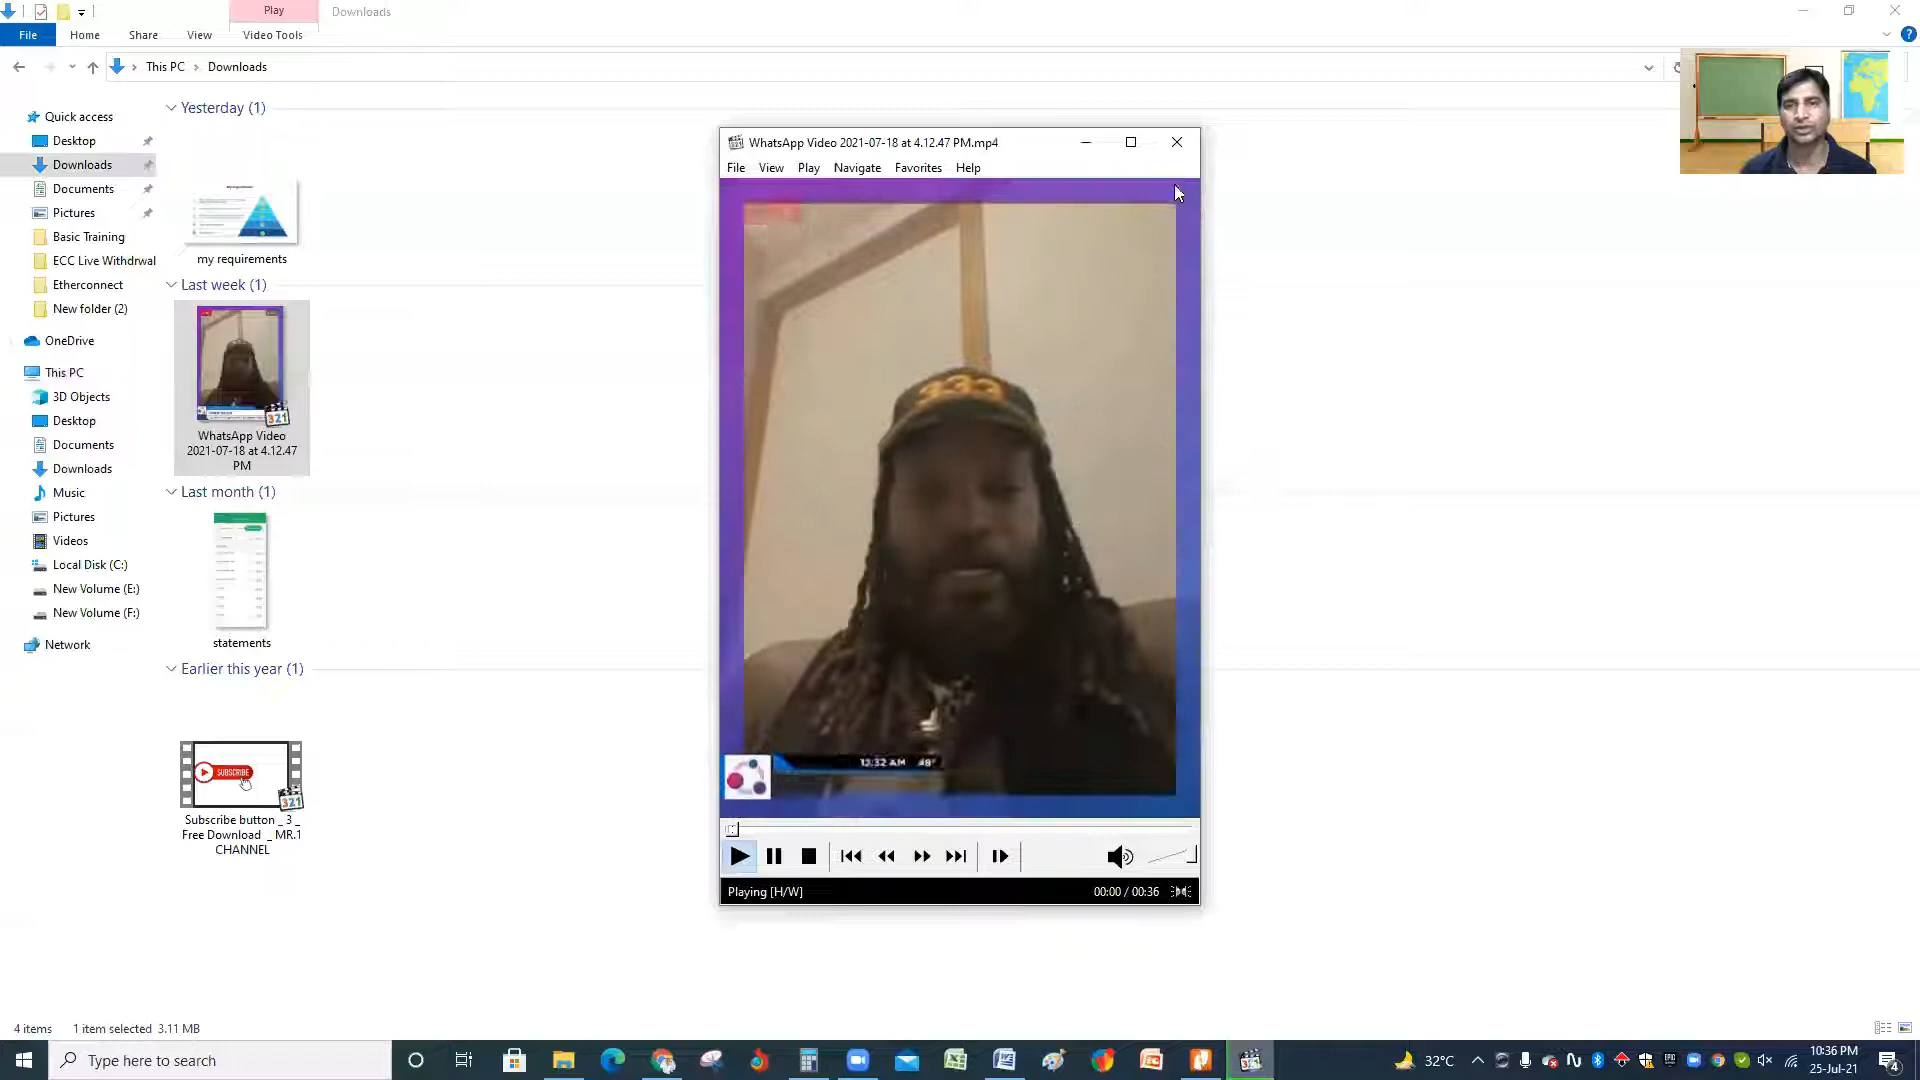 Play
Downloads
File
Home
Share
View
Video Tools
This PC
Downloads
Quick access
Desktop
Downloads
Documents
Pictures
Basic Training
ECC Live Withdrwal
Etherconnect
New folder (2)
OneDrive
This PC
3D Objects
Desktop
Documents
Downloads
Music
Pictures
Videos
Local Disk (C:)
New Volume (E:)
New Volume (F:)
Network
Yesterday (1)
my requirements
Last week (1)
321
WhatsApp Video
2021-07-18 at 4.12.47
PM
Last month (1)
statements
Earlier this year (1)
SUBSCRIBE
321
Subscribe button _ 3 _
Free Download _ MR.1
CHANNEL
WhatsApp Video 2021-07-18 at 4.12.47 PM.mp4
File View Play Navigate Favorites Help
12:32 AM 48°
Playing [H/W]
00:00 / 00:36
4 items 1 item selected 3.11 MB
Type here to search
32°C
10:36 PM
25-Jul-21
4